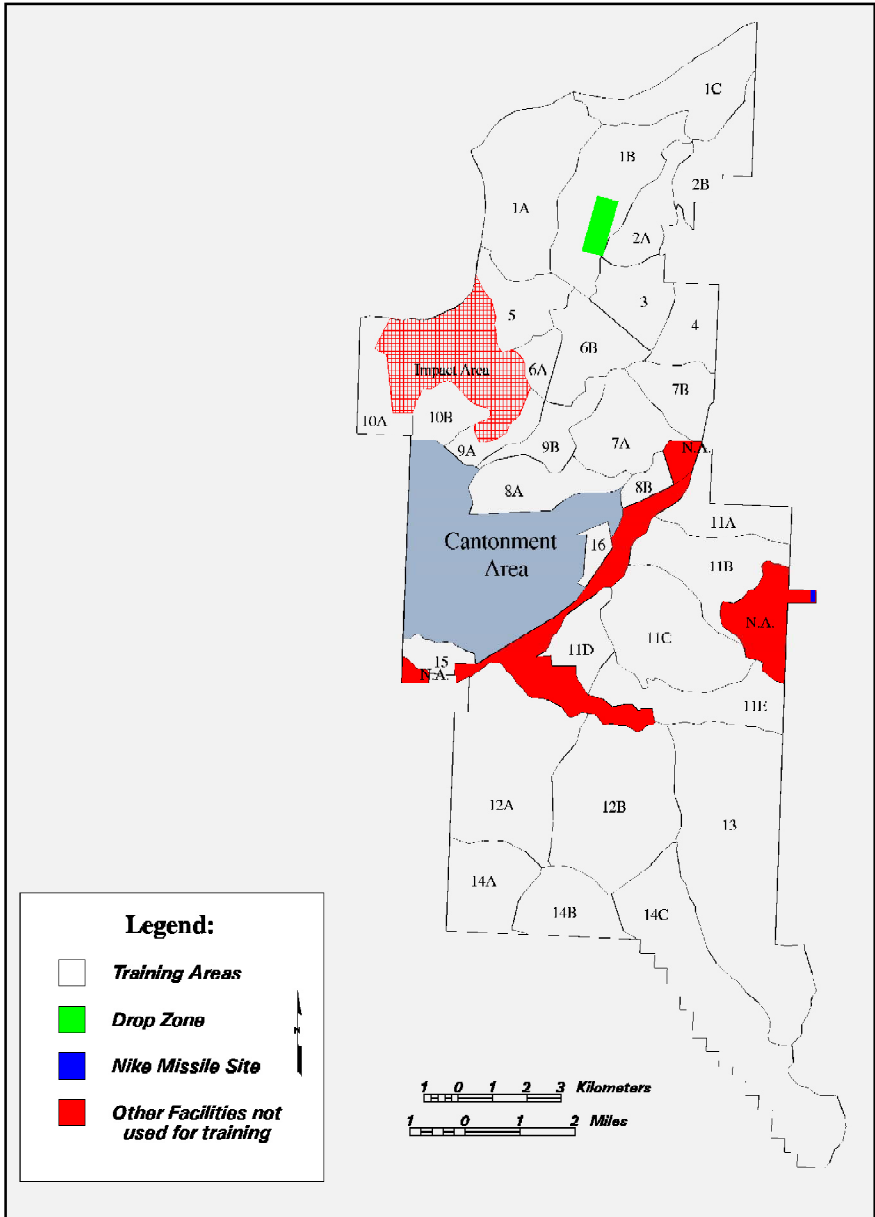 1C
1B
2B
1A
2A
3
5
4
6B
6A
Impact Area
7B
10A
10B
9A
9B
7A
N.A.
8A
8B
11A
Cantonment
Area
16
11B
N.A.
11C
11D
15
N.A.
11E
12A
12B
13
14A
14B
14C
Legend:
Training Areas
Drop Zone
Nike Missile Site
Other Facilities not
used for training
N
1 0 1 2 3 Kilometers
1 0 1 2 Miles